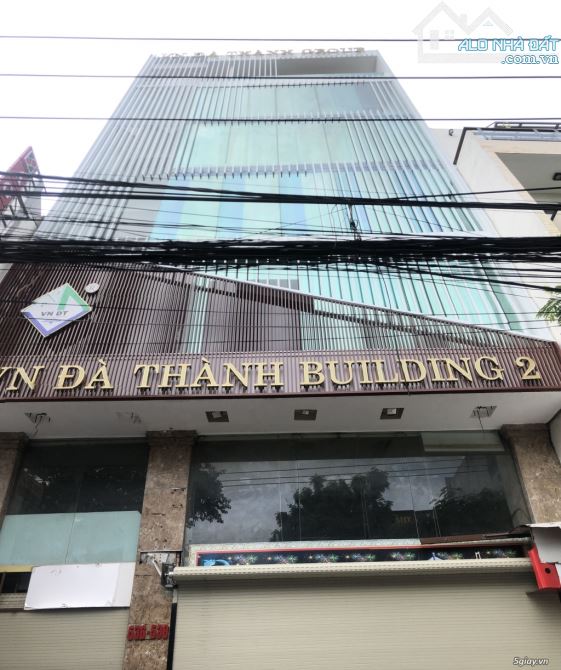 ALO NHÀ ĐẤT
.com.vn
VN ĐÀ THÀNH GROUP
VN ĐT
VN ĐÀ THÀNH BUILDING 2
5giay.vn